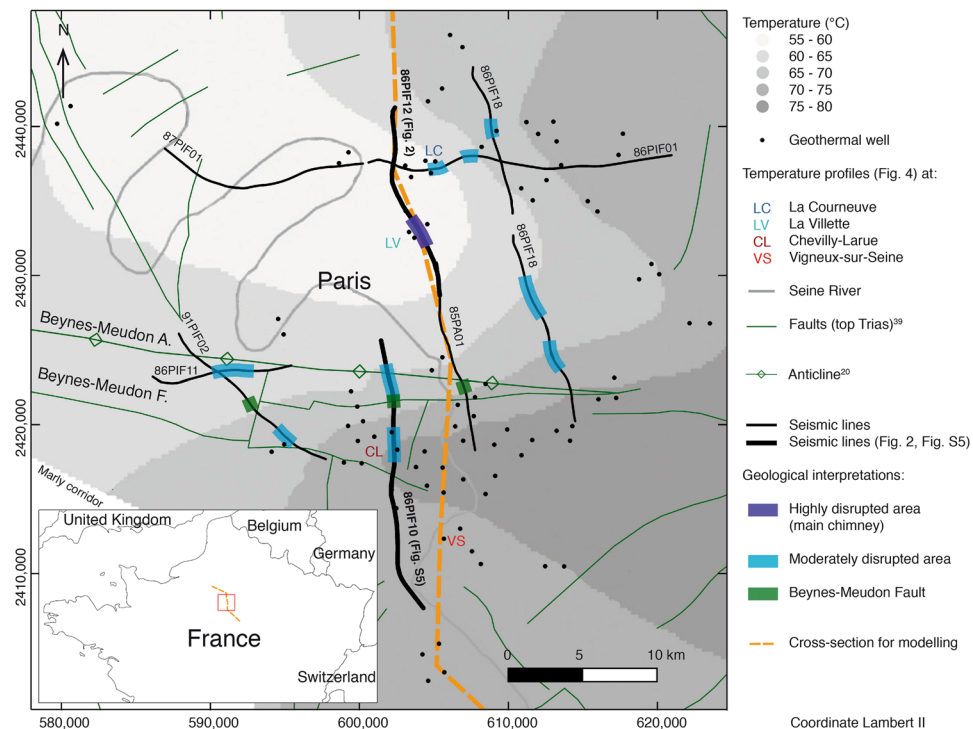 N
2440,000
2430,000
2420,000
2410,000
580,000
590,000
600,000
610,000
620,000
86PIF12 (Fig. 2)
86PIF18
87PIF01
LC
86PIF01
LV
86PIF18
Paris
85PA01
Beynes-Meudon A.
91PIF02
86PIF11
Beynes-Meudon F.
CL
Marly corridor
86PIF10 (Fig. S5)
VS
United Kingdom
Belgium
Germany
France
Switzerland
0 5 10 km
Temperature (°C)
55 - 60
60 - 65
65 - 70
70 - 75
75 - 80
Geothermal well
Temperature profiles (Fig. 4) at:
LC La Courneuve
LV La Villette
CL Chevilly-Larue
VS Vigneux-sur-Seine
Seine River
Faults (top Trias)39
Anticline20
Seismic lines
Seismic lines (Fig. 2, Fig. S5)
Geological interpretations:
Highly disrupted area
(main chimney)
Moderately disrupted area
Beynes-Meudon Fault
Cross-section for modelling
Coordinate Lambert II